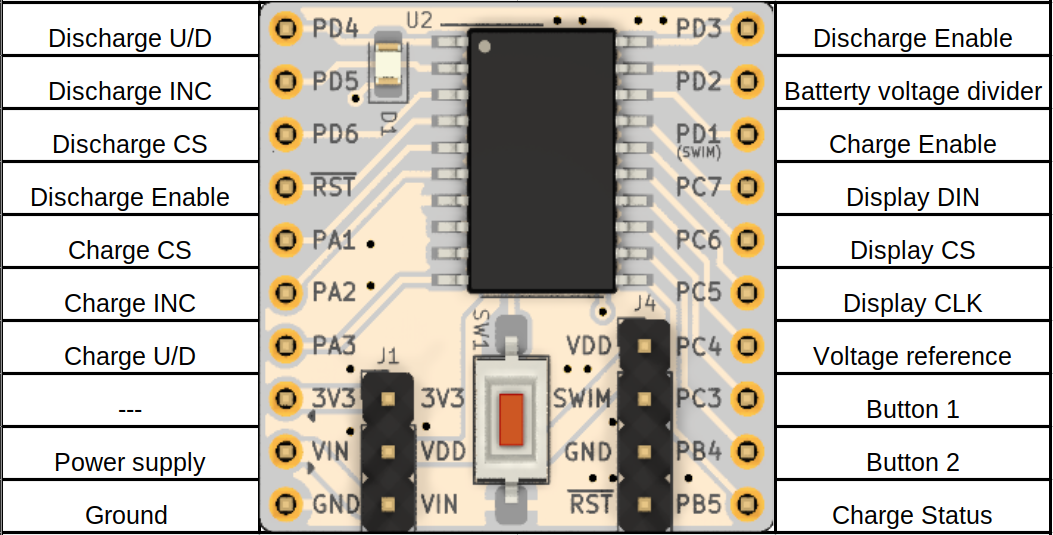 Discharge U/D
Discharge INC
Discharge CS
Discharge Enable
Charge CS
Charge INC
Charge U/D
---
Power supply
Ground
U2
PD4
PD5
D1
PD6
RST
PA1
PA2
PA3
3V3
VIN
GND
J1
3V3
VDD
VIN
SW1
J4
VDD
SWIM
GND
RST
PD3
PD2
PD1
(SWIM)
PC7
PC6
PC5
PC4
PC3
PB4
PB5
Discharge Enable
Batterty voltage divider
Charge Enable
Display DIN
Display CS
Display CLK
Voltage reference
Button 1
Button 2
Charge Status